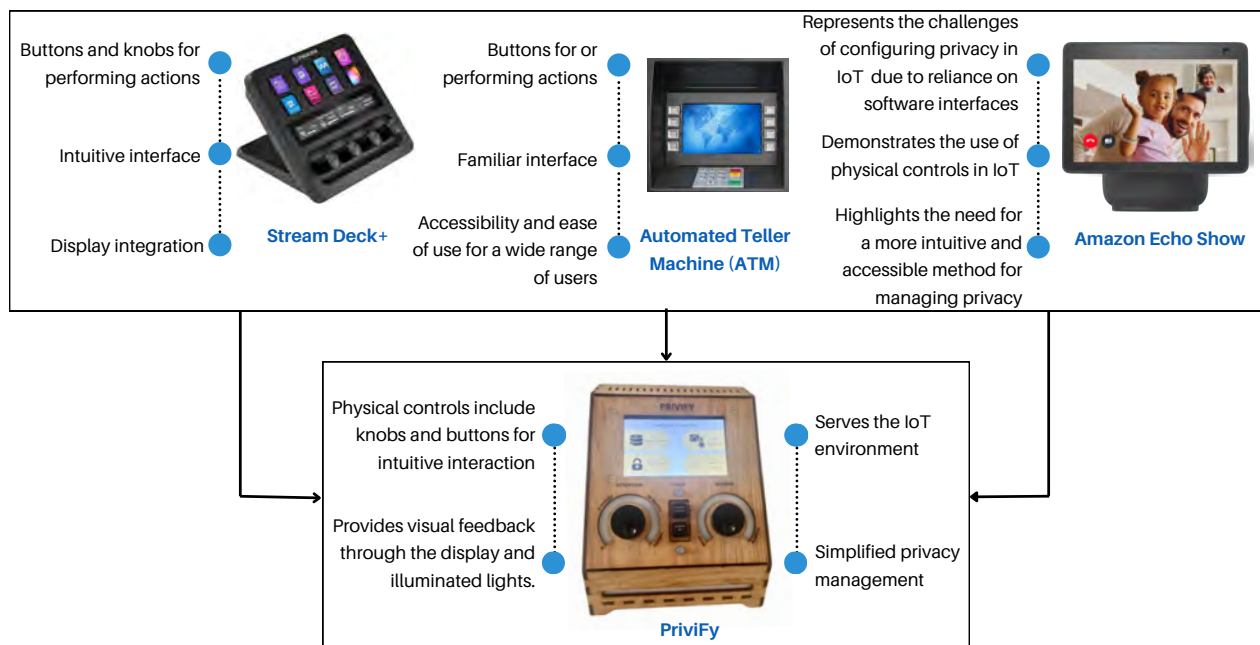 Buttons and knobs for
performing actions
Intuitive interface
Display integration
Stream Deck+
Buttons for or
performing actions
Familiar interface
Accessibility and ease
of use for a wide range
of users
Automated Teller
Machine (ATM)
Represents the challenges
of configuring privacy in
IoT due to reliance on
software interfaces
Demonstrates the use of
physical controls in IoT
Highlights the need for
a more intuitive and
accessible method for
managing privacy
Amazon Echo Show
Physical controls include
knobs and buttons for
intuitive interaction
Provides visual feedback
through the display and
illuminated lights.
PRIVIFY
Serves the IoT
environment
Simplified privacy
management
PriviFy